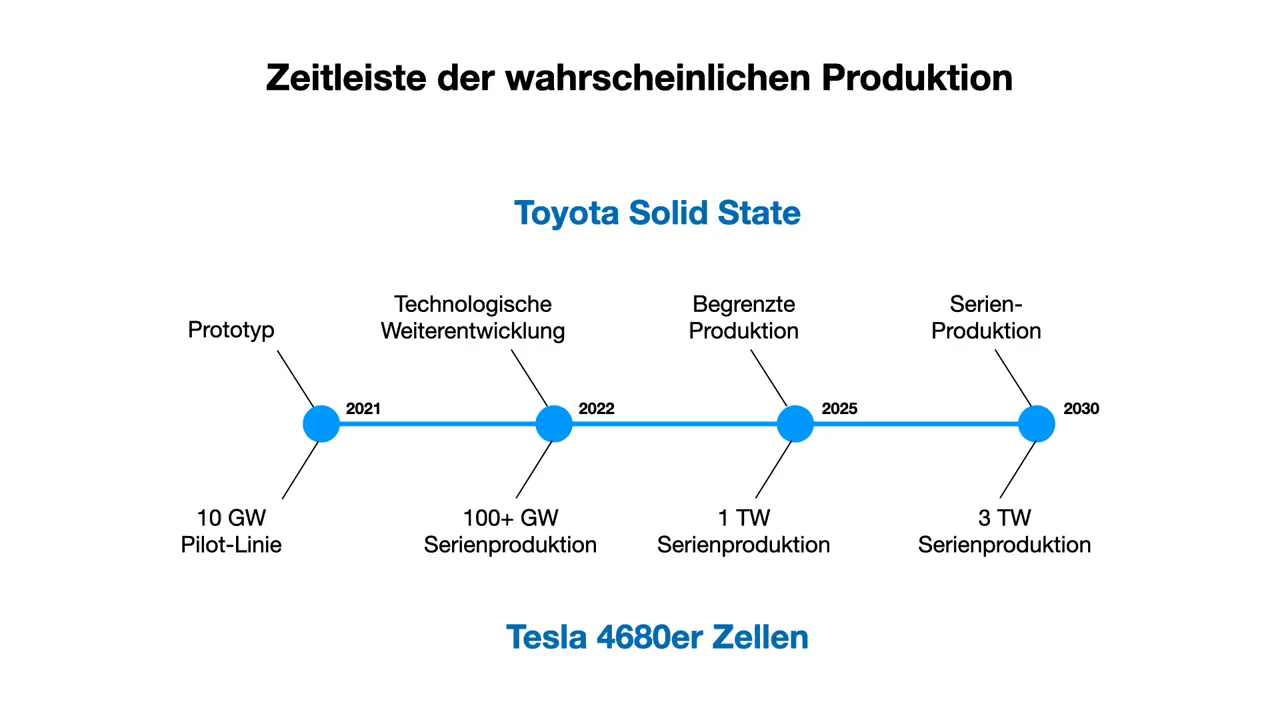 Zeitleiste der wahrscheinlichen Produktion
Toyota Solid State
Prototyp
Technologische
Weiterentwicklung
Begrenzte
Produktion
Serien-
Produktion
2021
2022
2025
2030
10 GW
Pilot-Linie
100+ GW
Serienproduktion
1 TW
Serienproduktion
3 TW
Serienproduktion
Tesla 4680er Zellen